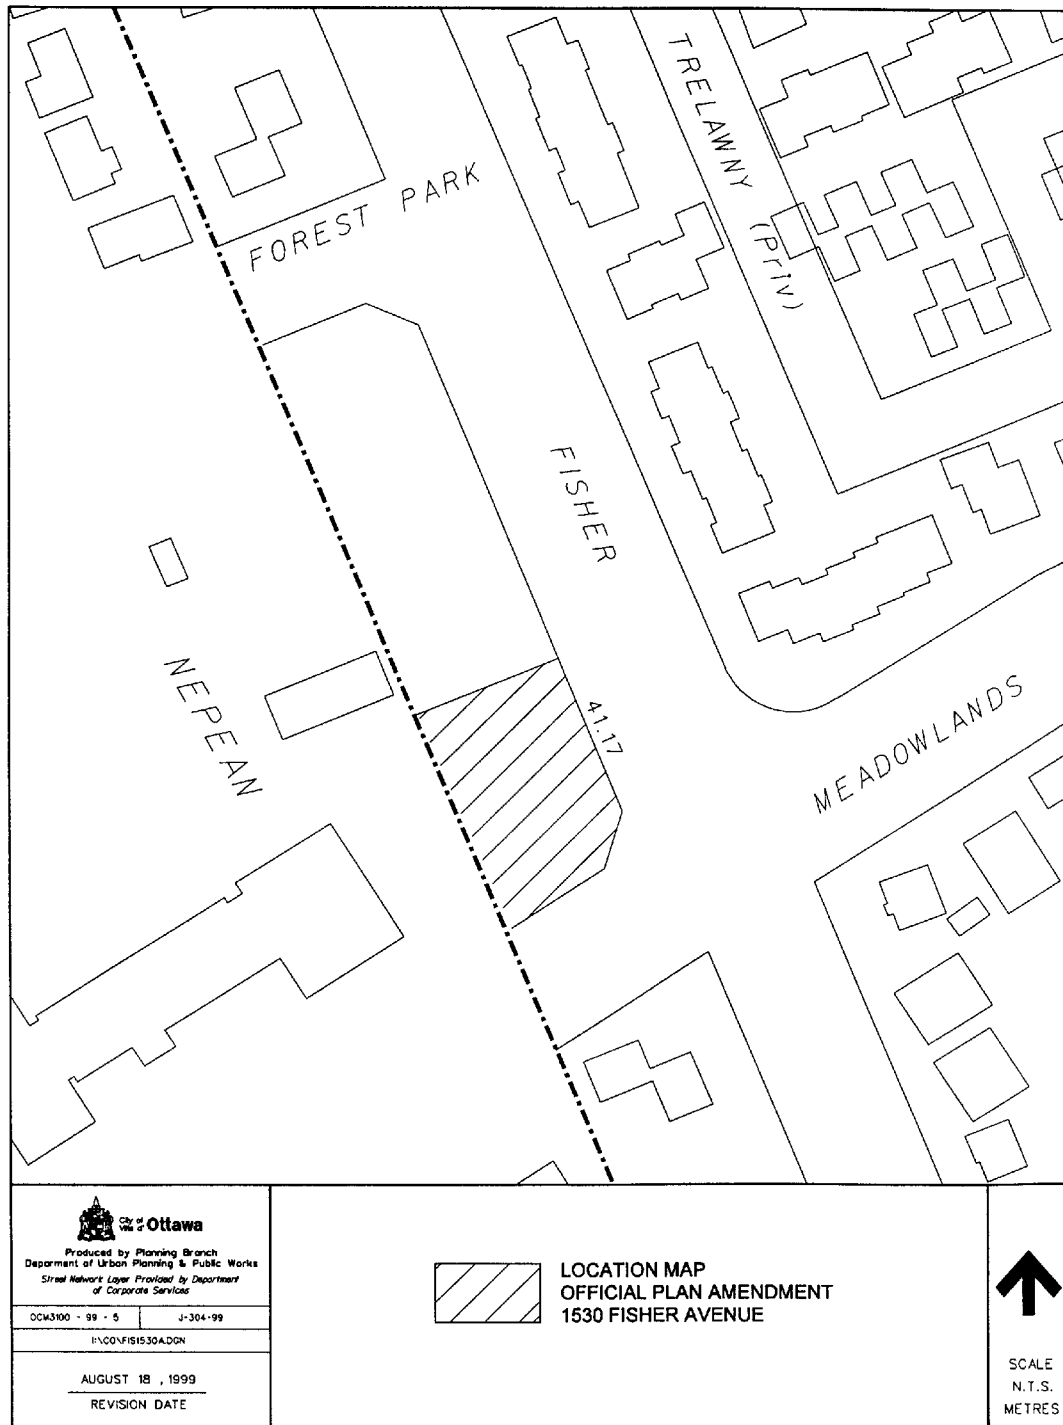 TRELAWNY (Priv)
FOREST PARK
FISHER
NEPEAN
41.17
MEADOWLANDS
City of
Ville d'
Ottawa
Produced by Planning Branch
Deparment of Urban Planning & Public Works
Street Network Layer Provided by Department
of Corporate Services
OCM3100 - 99 - 5
J-304-99
I:\CO\FIS1530A.DGN
AUGUST 18 , 1999
REVISION DATE
LOCATION MAP
OFFICIAL PLAN AMENDMENT
1530 FISHER AVENUE
SCALE
N.T.S.
METRES